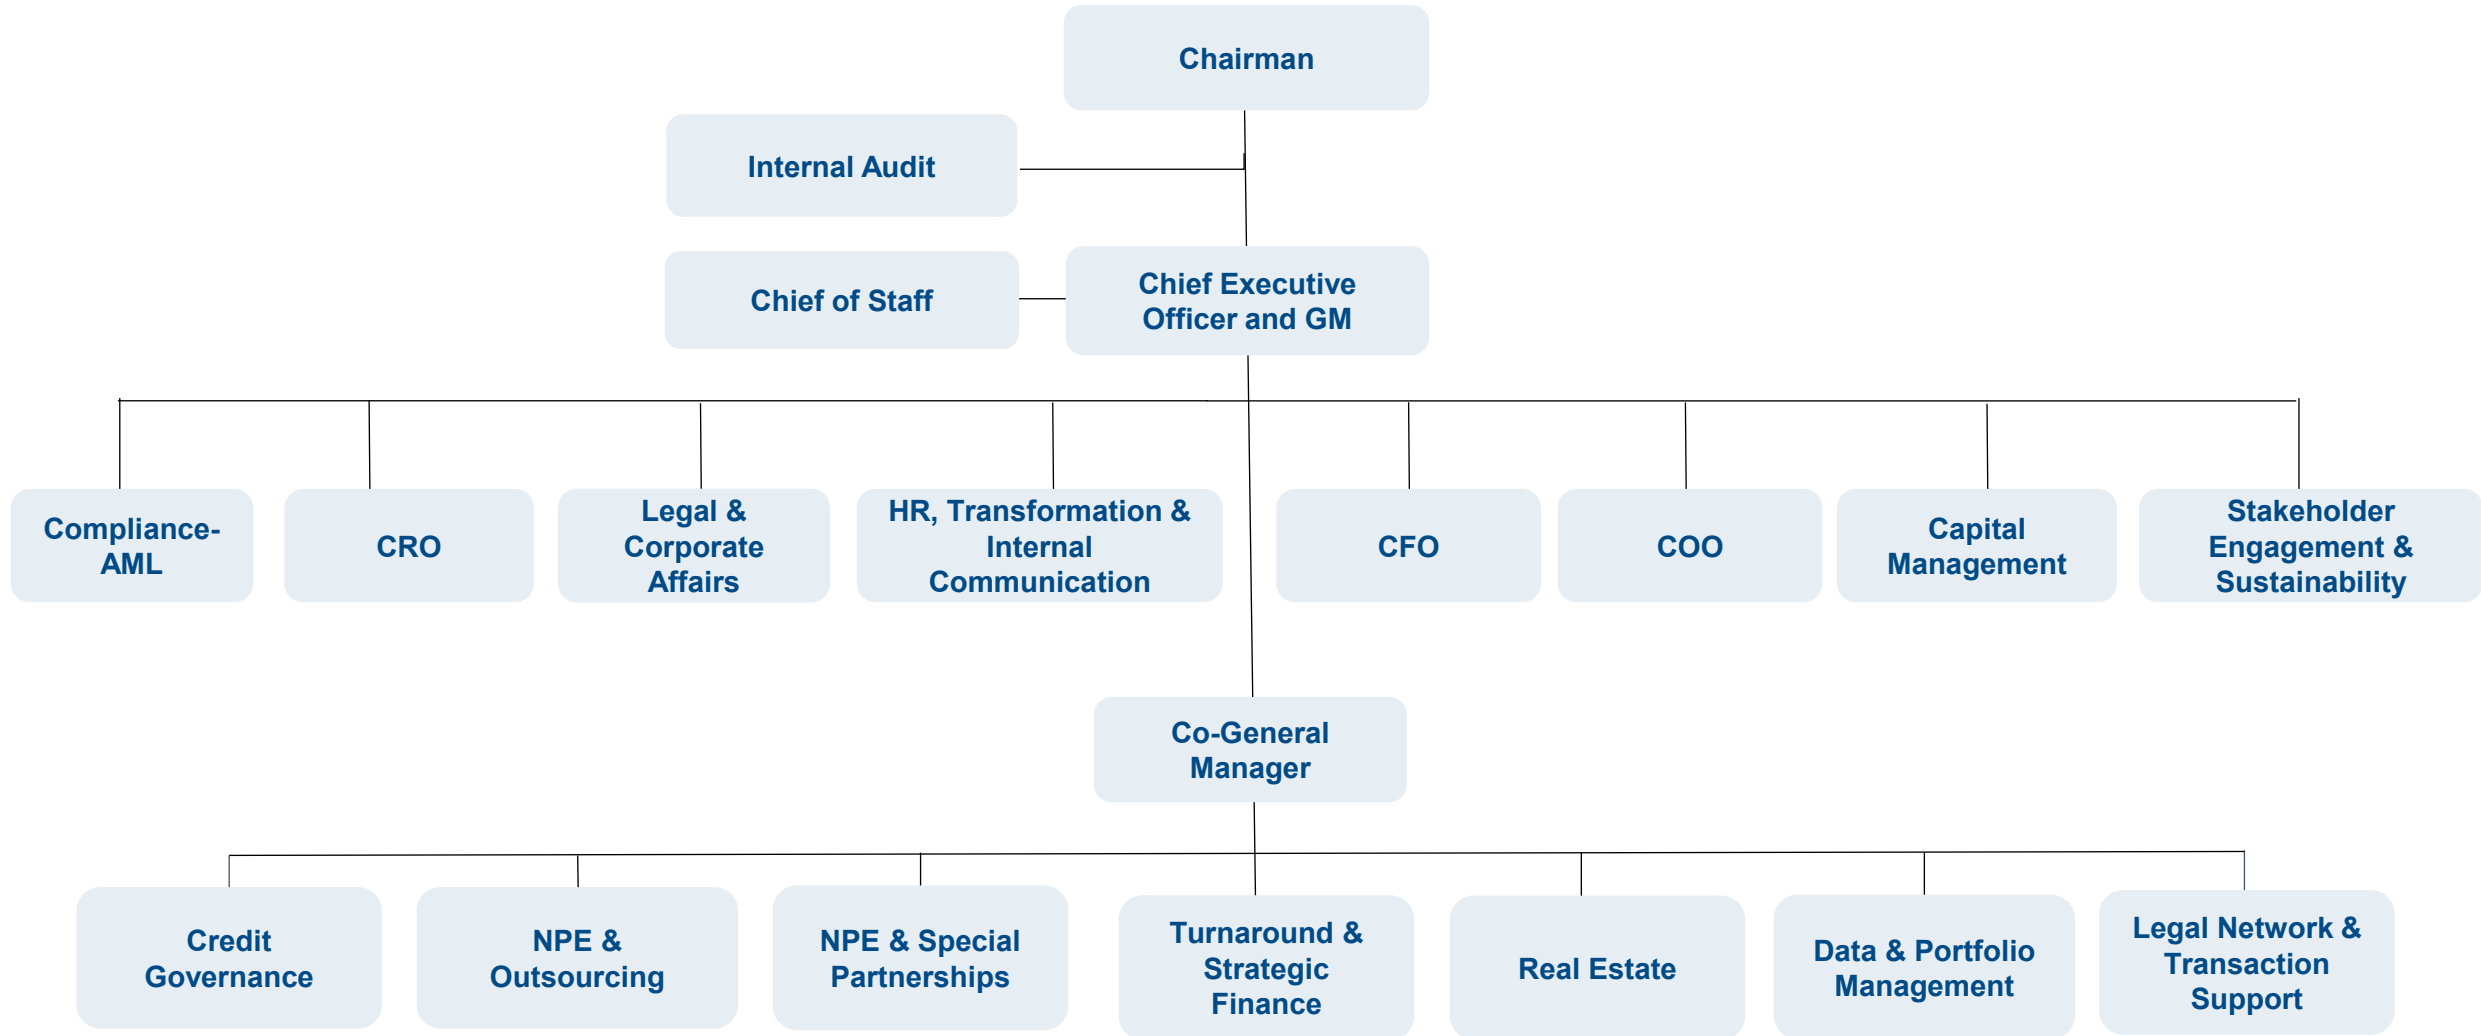 Chairman
Internal Audit
Chief of Staff
Chief Executive
Officer and GM
Compliance-
AML
CRO
Legal &
Corporate
Affairs
HR, Transformation &
Internal
Communication
CFO
COO
Capital
Management
Stakeholder
Engagement &
Sustainability
Co-General
Manager
Credit
Governance
NPE &
Outsourcing
NPE & Special
Partnerships
Turnaround &
Strategic
Finance
Real Estate
Data & Portfolio
Management
Legal Network &
Transaction
Support